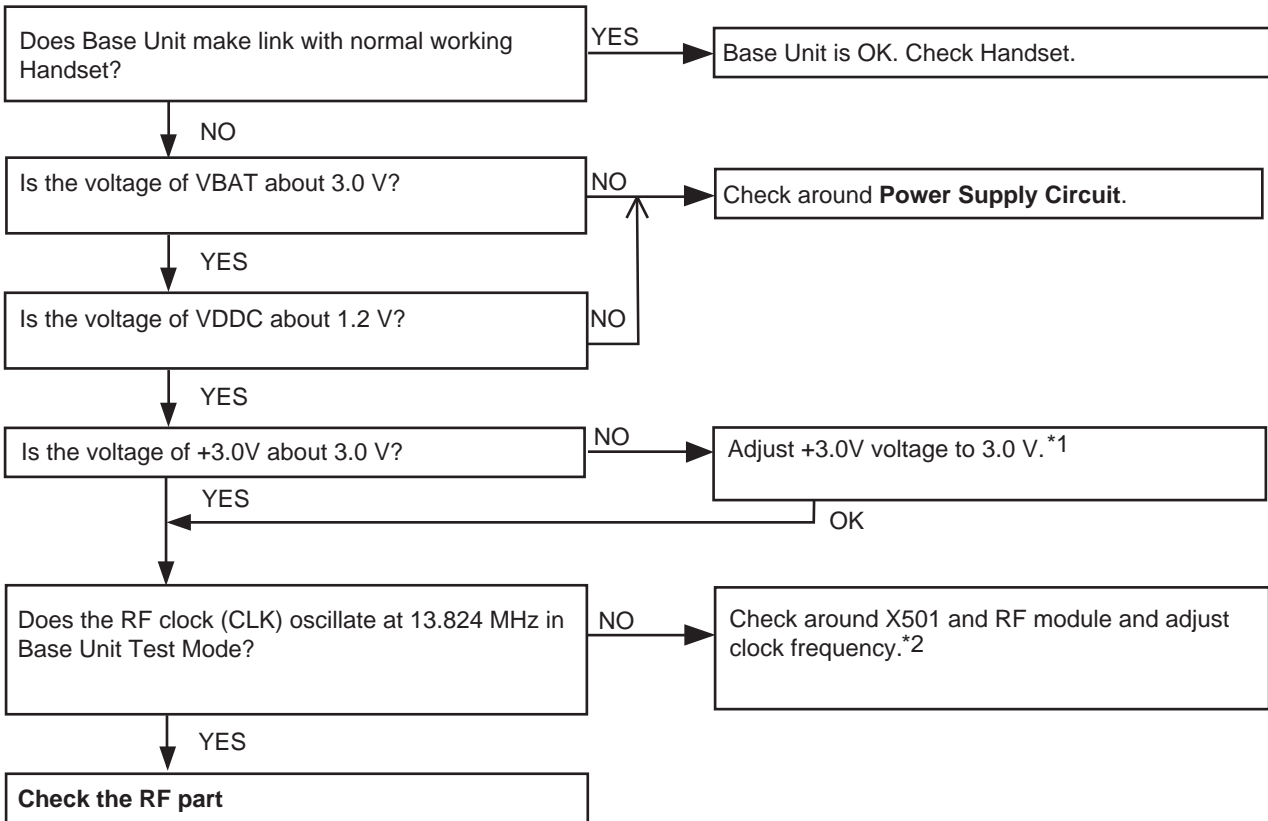 Does Base Unit make link with normal working
Handset?
YES
Base Unit is OK. Check Handset.
NO
Is the voltage of VBAT about 3.0 V?
NO
Check around Power Supply Circuit.
YES
Is the voltage of VDDC about 1.2 V?
NO
YES
Is the voltage of +3.0V about 3.0 V?
NO
Adjust +3.0V voltage to 3.0 V.*1
YES
OK
Does the RF clock (CLK) oscillate at 13.824 MHz in
Base Unit Test Mode?
NO
Check around X501 and RF module and adjust
clock frequency.*2
YES
Check the RF part